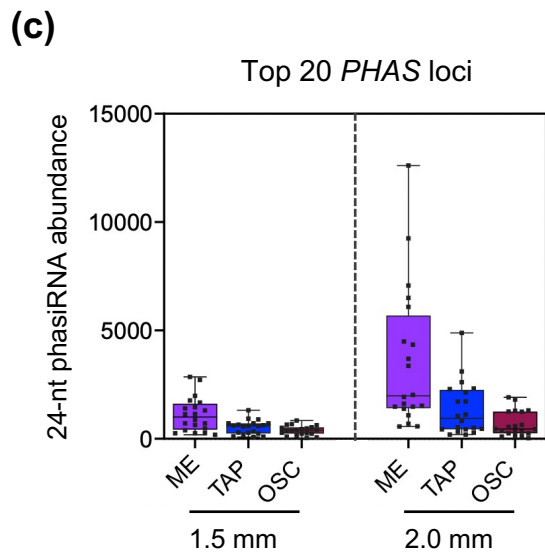 (c)
Top 20 PHAS loci
24-nt phasiRNA abundance
15000
10000
5000
0
ME TAP OSC ME TAP OSC
1.5 mm 2.0 mm